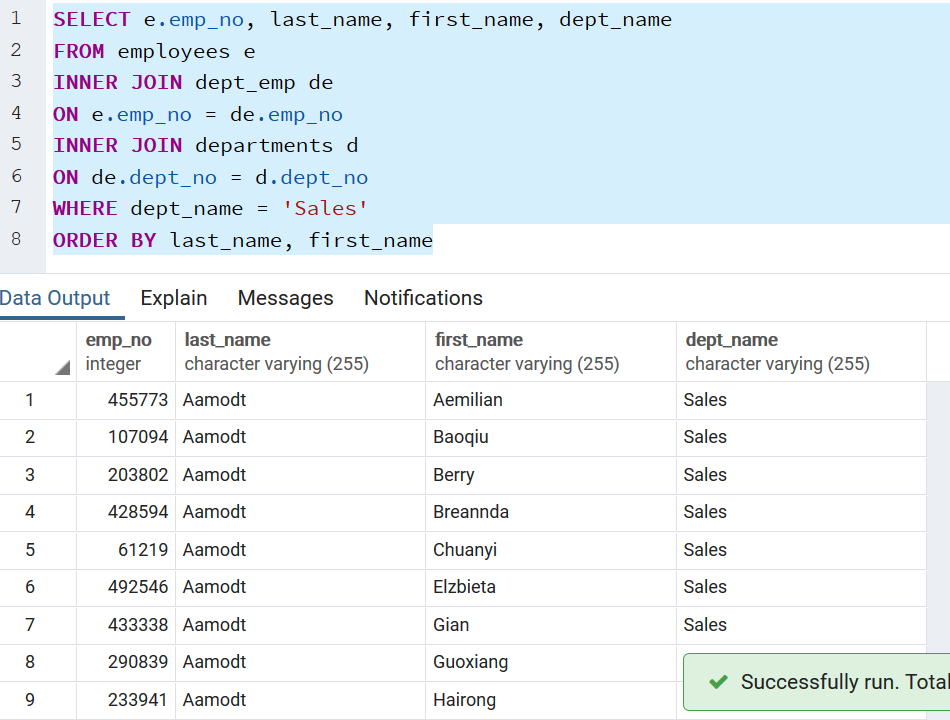 1 SELECT e.emp_no, last_name, first_name, dept_name
2 FROM employees e
3 INNER JOIN dept_emp de
4 ON e.emp_no = de.emp_no
5 INNER JOIN departments d
6 ON de.dept_no = d.dept_no
7 WHERE dept_name = 'Sales'
8 ORDER BY last_name, first_name
Data Output Explain Messages Notifications
emp_no last_name first_name dept_name
integer character varying (255) character varying (255) character varying (255)
1 455773 Aamodt Aemilian Sales
2 107094 Aamodt Baoqiu Sales
3 203802 Aamodt Berry Sales
4 428594 Aamodt Breannda Sales
5 61219 Aamodt Chuanyi Sales
6 492546 Aamodt Elzbieta Sales
7 433338 Aamodt Gian Sales
8 290839 Aamodt Guoxiang
9 233941 Aamodt Hairong
Successfully run. Total